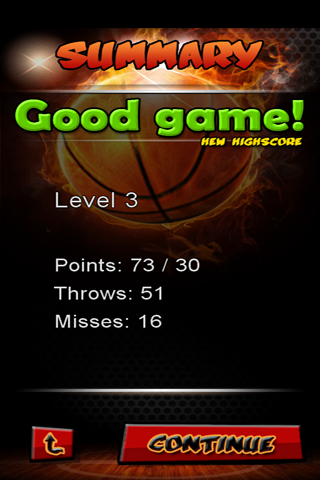 SUMMARY
Good game!
NEW HIGHSCORE
Level 3
Points: 73 / 30
Throws: 51
Misses: 16
CONTINUE